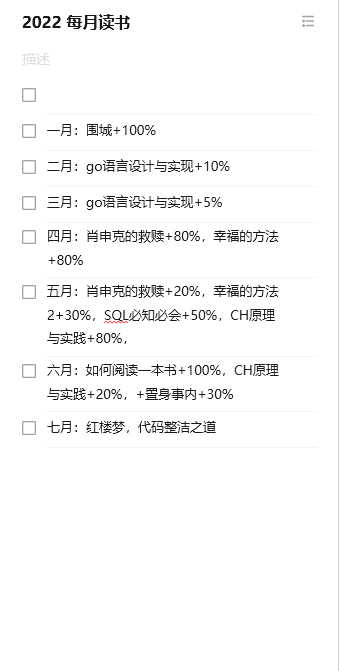 2022 每月读书
描述
一月：围城+100%
二月：go语言设计与实现+10%
三月：go语言设计与实现+5%
四月：肖申克的救赎+80%，幸福的方法
+80%
五月：肖申克的救赎+20%，幸福的方法
2+30%，SQL必知必会+50%，CH原理
与实践+80%，
六月：如何阅读一本书+100%，CH原理
与实践+20%，+置身事内+30%
七月：红楼梦，代码整洁之道